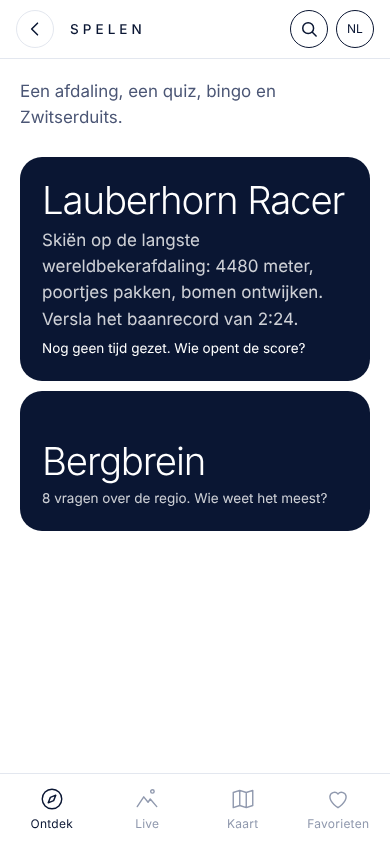 SPELEN
NL
Een afdaling, een quiz, bingo en
Zwitserduits.
Lauberhorn Racer
Skiën op de langste
wereldbekerafdaling: 4480 meter,
poortjes pakken, bomen ontwijken.
Versla het baanrecord van 2:24.
Nog geen tijd gezet. Wie opent de score?
Bergbrein
8 vragen over de regio. Wie weet het meest?
Ontdek
Live
Kaart
Favorieten